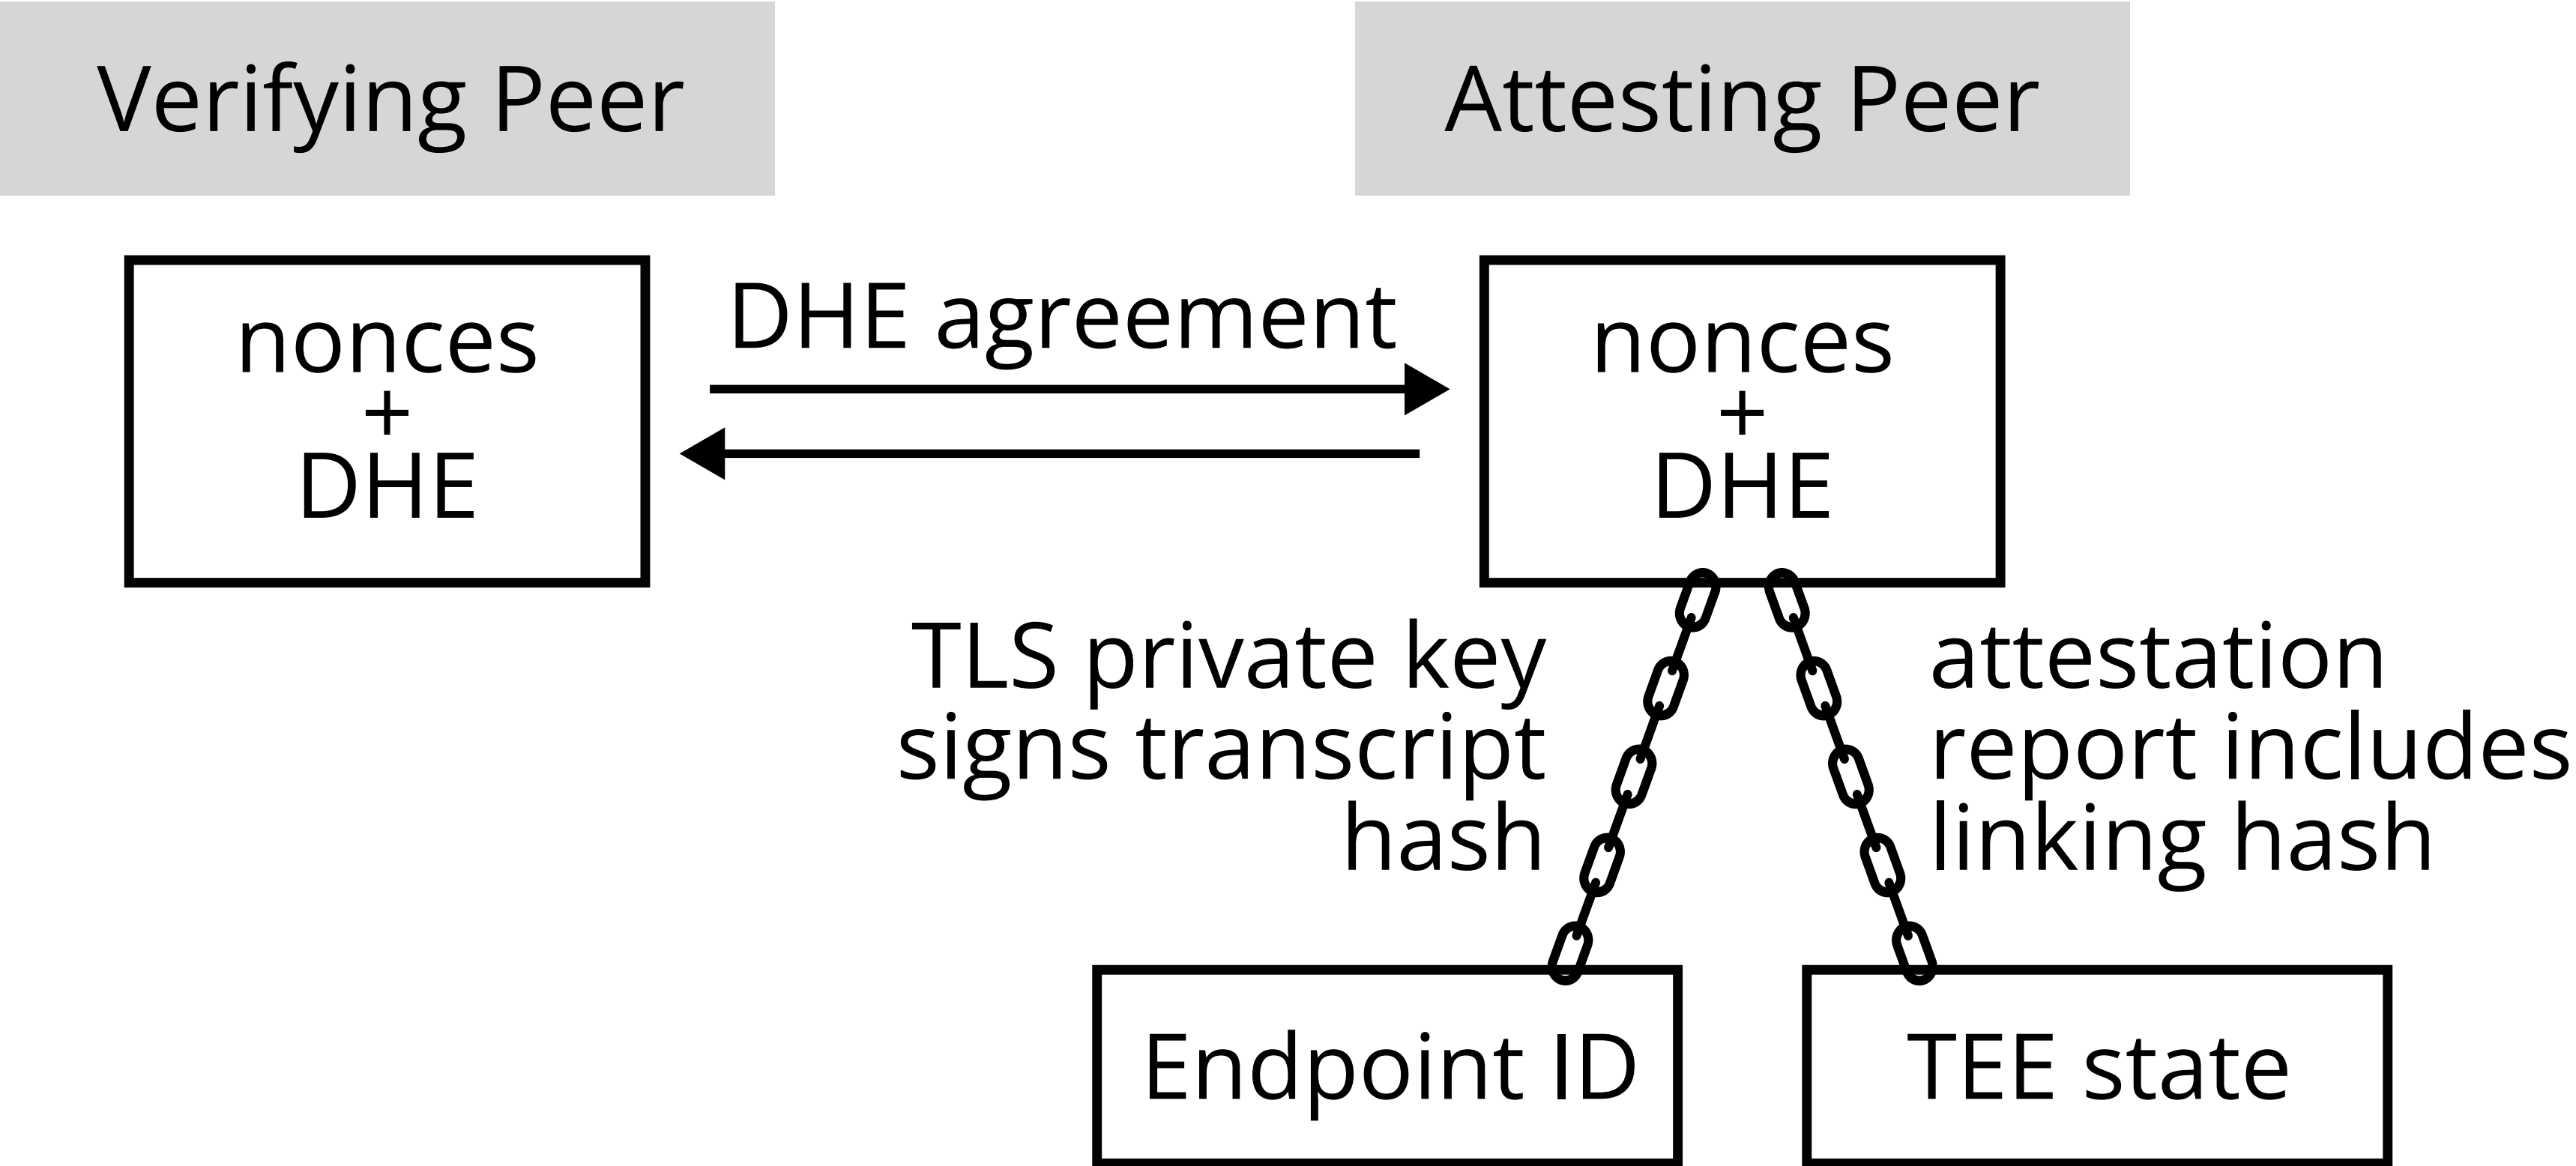 Verifying Peer
Attesting Peer
nonces
+
DHE
DHE agreement
nonces
+
DHE
TLS private key
signs transcript
hash
attestation
report includes
linking hash
Endpoint ID
TEE state